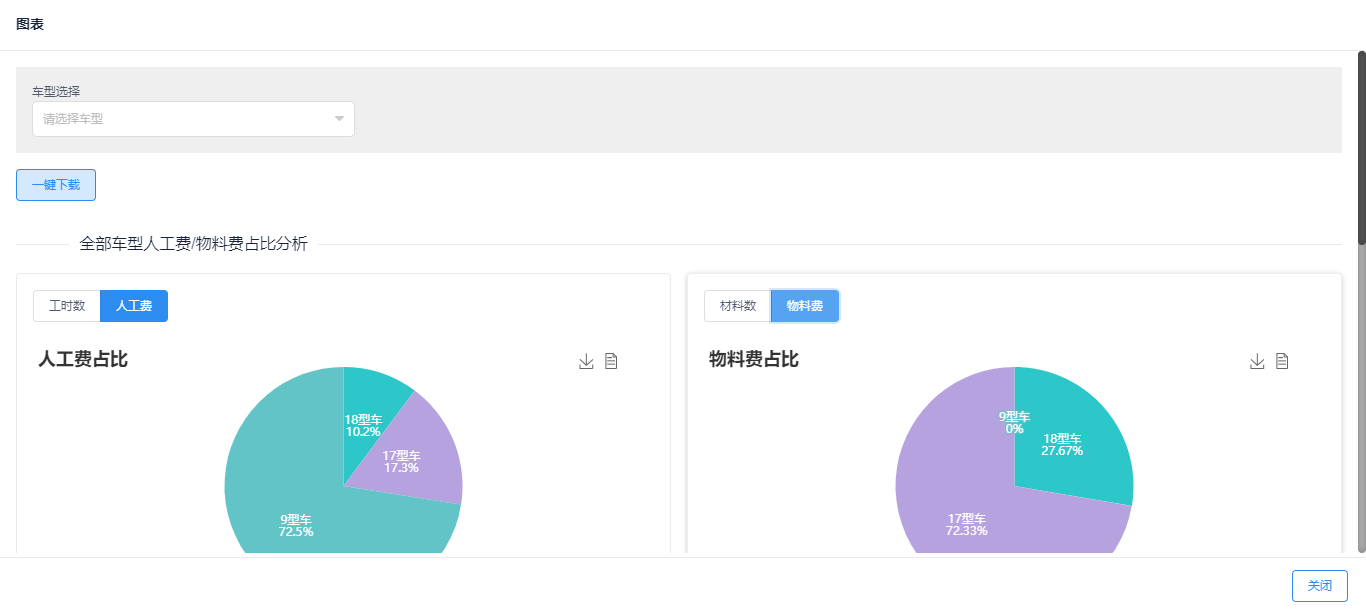 图表
车型选择
请选择车型
一键下载
全部车型人工费/物料费占比分析
工时数
人工费
人工费占比
18型车
10.2%
17型车
17.3%
9型车
72.5%
材料数
物料费
物料费占比
9型车
0%
18型车
27.67%
17型车
72.33%
关闭